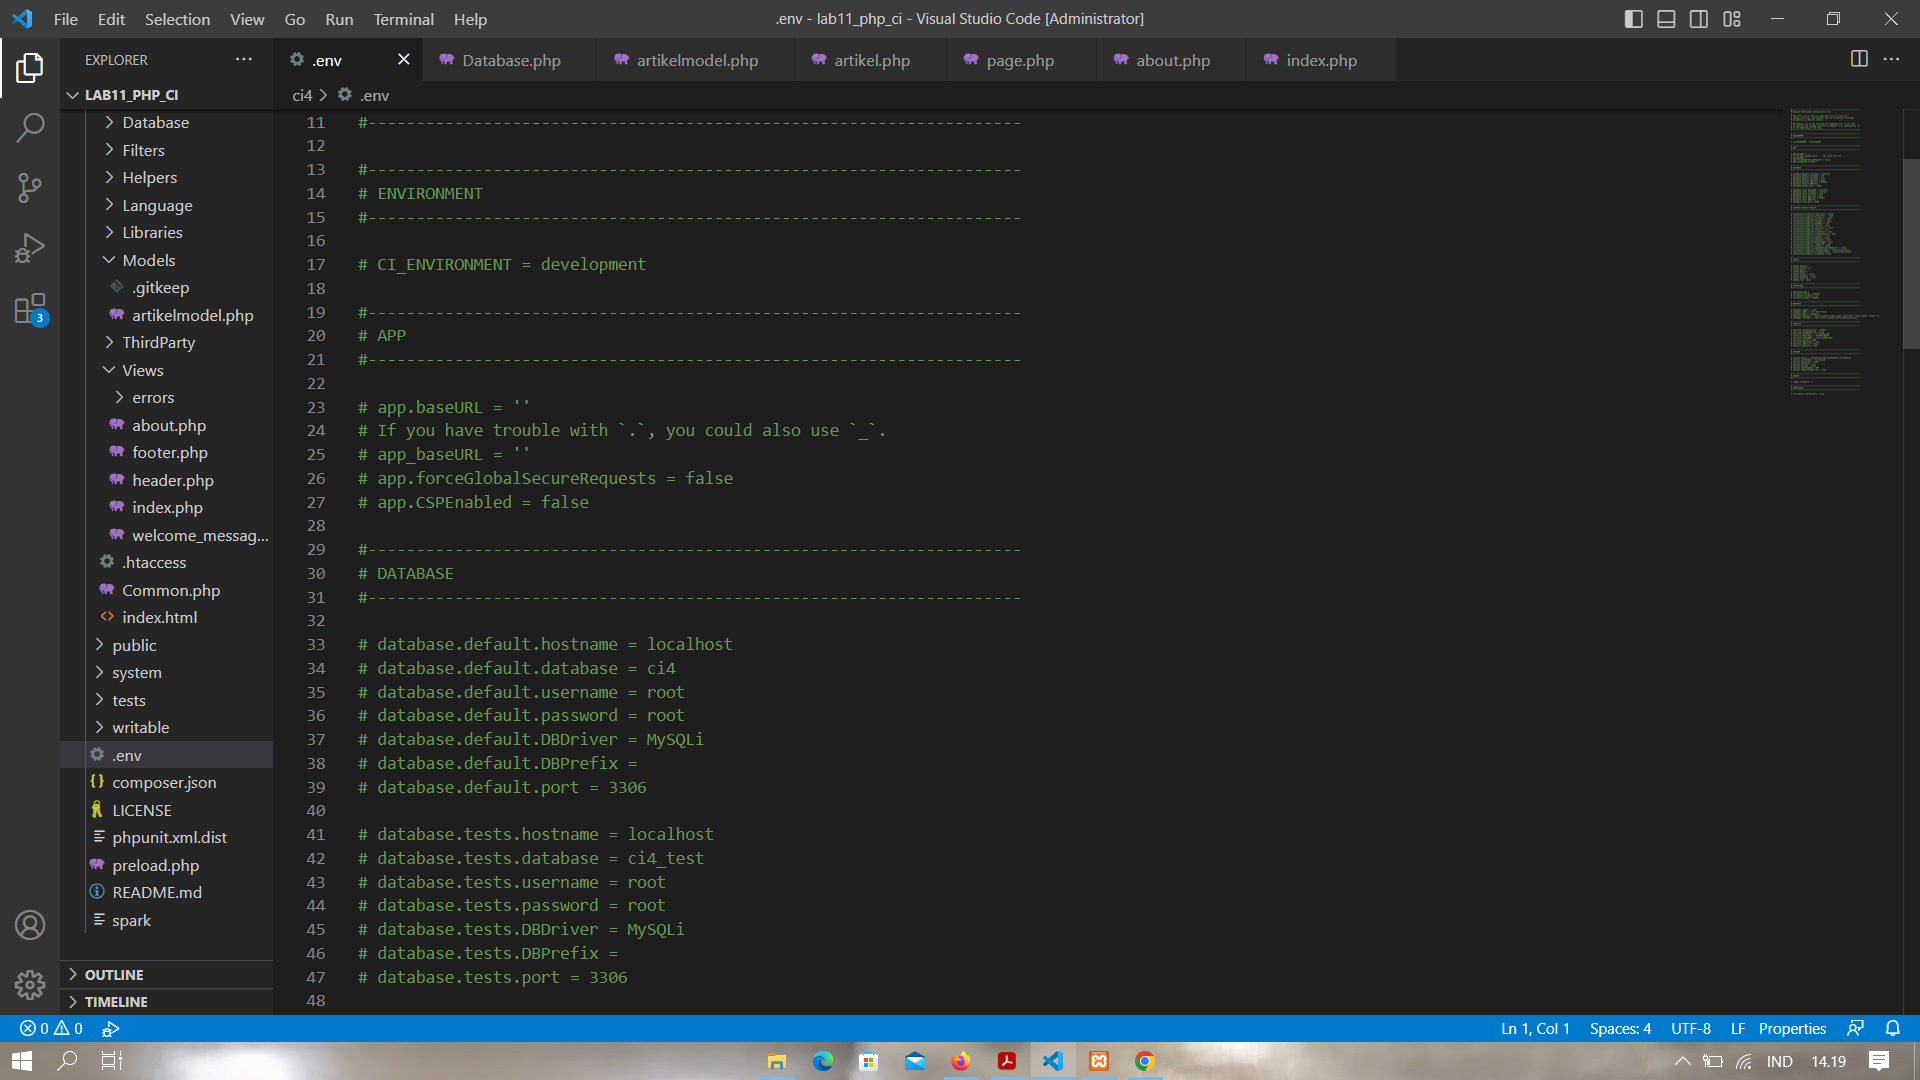 File Edit Selection View Go Run Terminal Help
.env - lab11_php_ci - Visual Studio Code [Administrator]
EXPLORER
.env
Database.php
artikelmodel.php
artikel.php
page.php
about.php
index.php
LAB11_PHP_CI
Database
Filters
Helpers
Language
Libraries
Models
.gitkeep
artikelmodel.php
ThirdParty
Views
errors
about.php
footer.php
header.php
index.php
welcome_messag...
.htaccess
Common.php
index.html
public
system
tests
writable
.env
composer.json
LICENSE
phpunit.xml.dist
preload.php
README.md
spark
OUTLINE
TIMELINE
3
ci4 > .env
11 #--------------------------------------------------------------------
12
13 #--------------------------------------------------------------------
14 # ENVIRONMENT
15 #--------------------------------------------------------------------
16
17 # CI_ENVIRONMENT = development
18
19 #--------------------------------------------------------------------
20 # APP
21 #--------------------------------------------------------------------
22
23 # app.baseURL = ''
24 # If you have trouble with `.`, you could also use `_`.
25 # app_baseURL = ''
26 # app.forceGlobalSecureRequests = false
27 # app.CSPEnabled = false
28
29 #--------------------------------------------------------------------
30 # DATABASE
31 #--------------------------------------------------------------------
32
33 # database.default.hostname = localhost
34 # database.default.database = ci4
35 # database.default.username = root
36 # database.default.password = root
37 # database.default.DBDriver = MySQLi
38 # database.default.DBPrefix =
39 # database.default.port = 3306
40
41 # database.tests.hostname = localhost
42 # database.tests.database = ci4_test
43 # database.tests.username = root
44 # database.tests.password = root
45 # database.tests.DBDriver = MySQLi
46 # database.tests.DBPrefix =
47 # database.tests.port = 3306
48
0 0
Ln 1, Col 1 Spaces: 4 UTF-8 LF Properties
IND 14.19